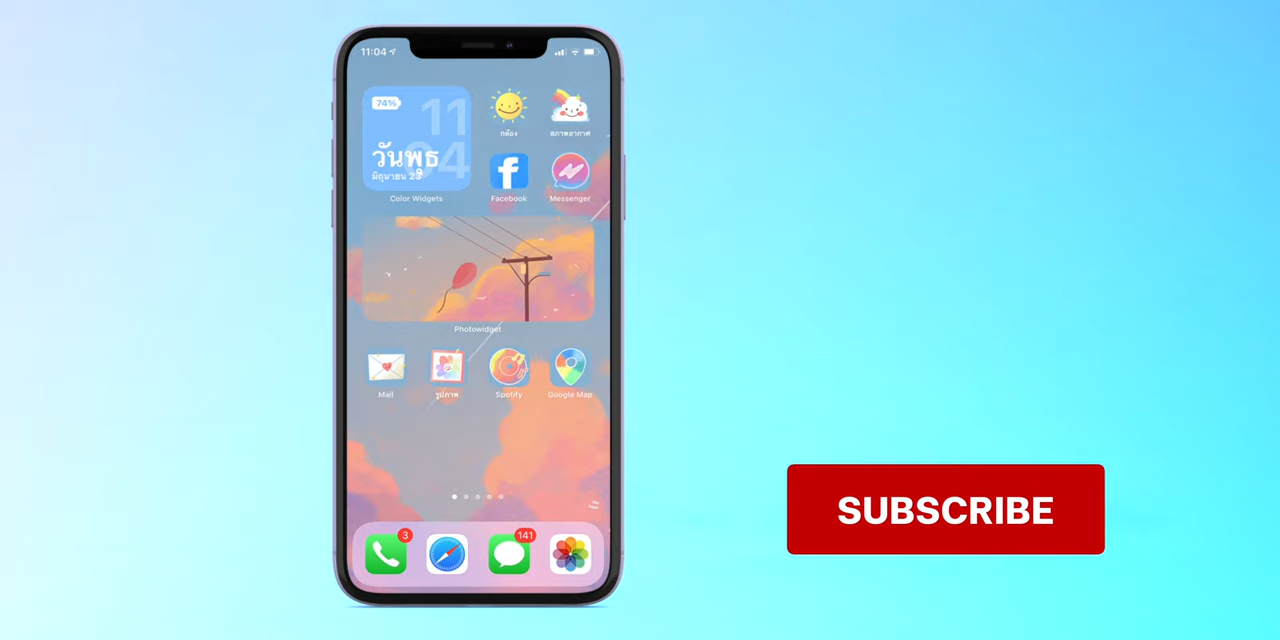 11:04
74%
11
04
วันพุธ
มิถุนายน 23
Color Widgets
กล้อง
สภาพอากาศ
Facebook
Messenger
Photowidget
Mail
รูปภาพ
Spotify
Google Map
3
141
SUBSCRIBE